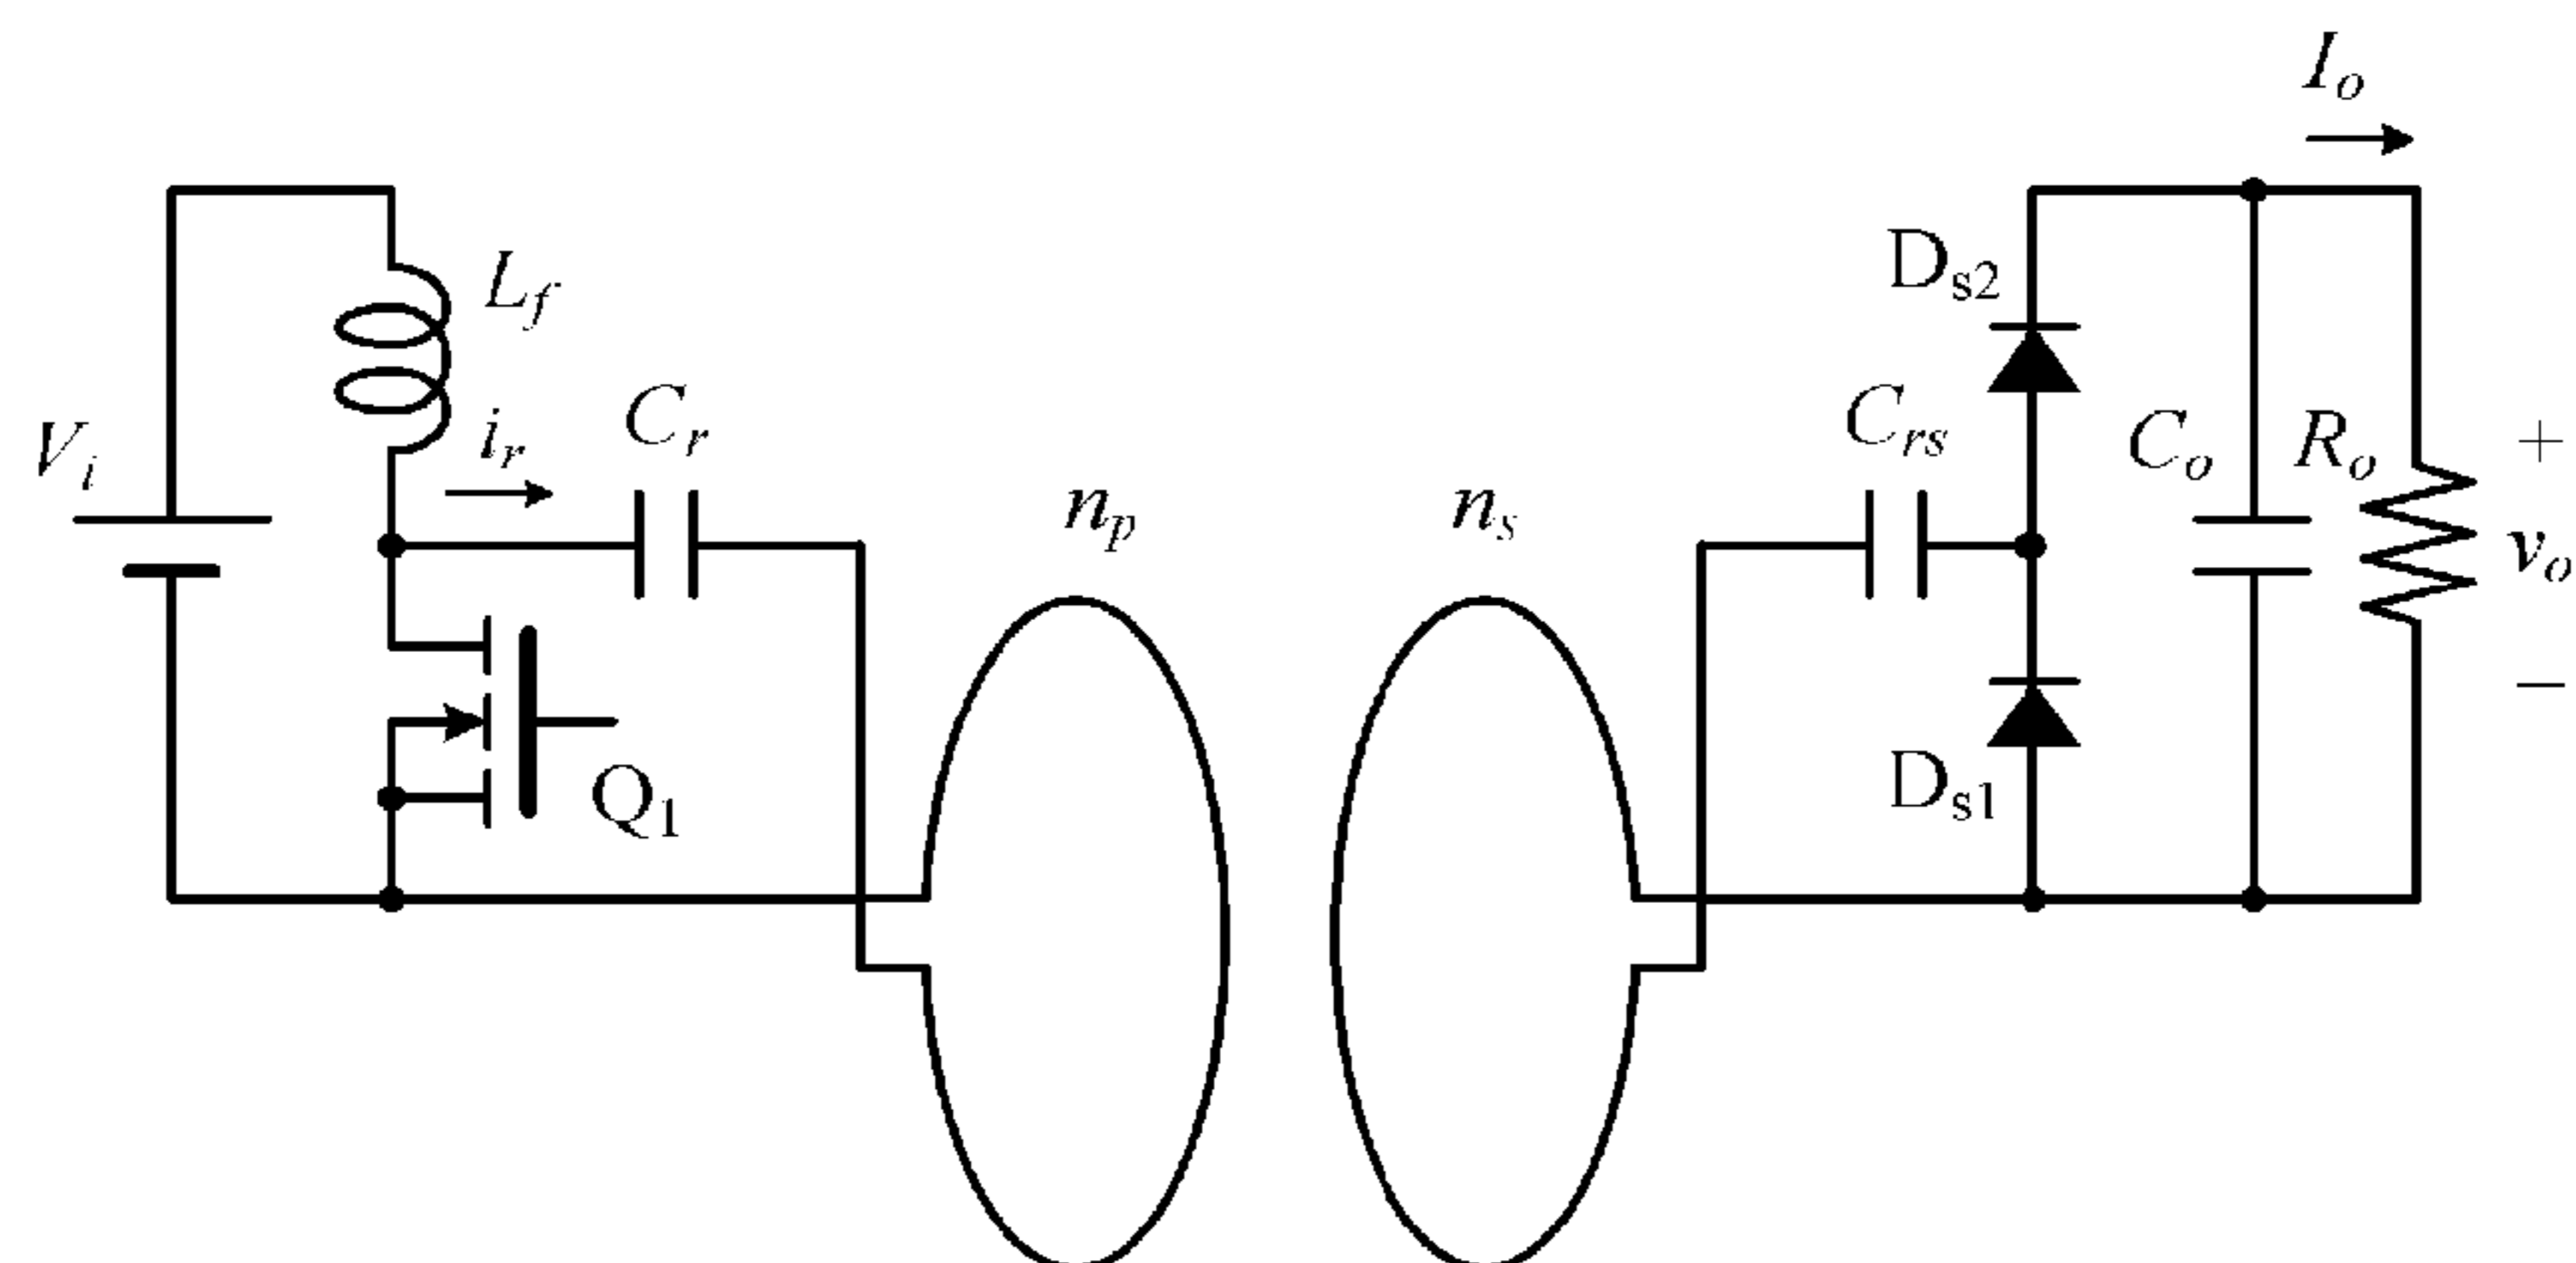 I_o
L_f
D_s2
V_i
i_r
C_r
n_p
n_s
C_rs
C_o
R_o
+
v_o
−
Q_1
D_s1